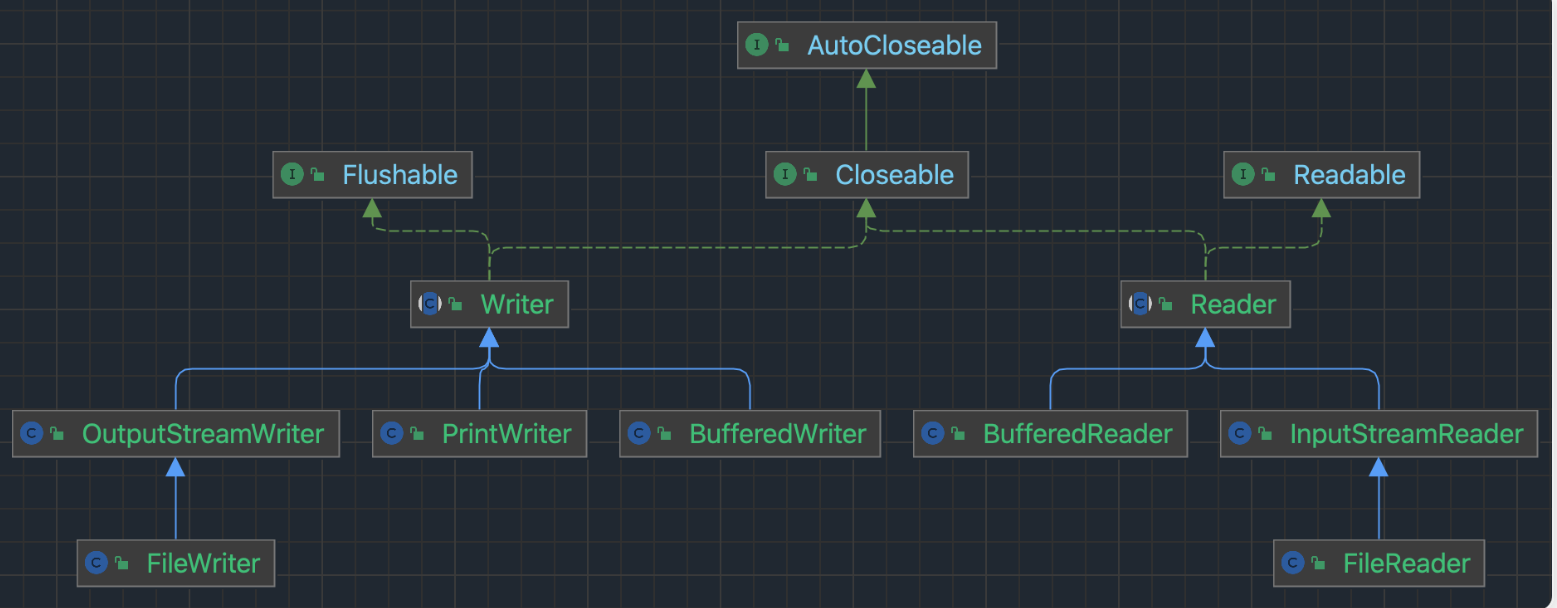 AutoCloseable
Flushable
Closeable
Readable
Writer
Reader
OutputStreamWriter
PrintWriter
BufferedWriter
BufferedReader
InputStreamReader
FileWriter
FileReader